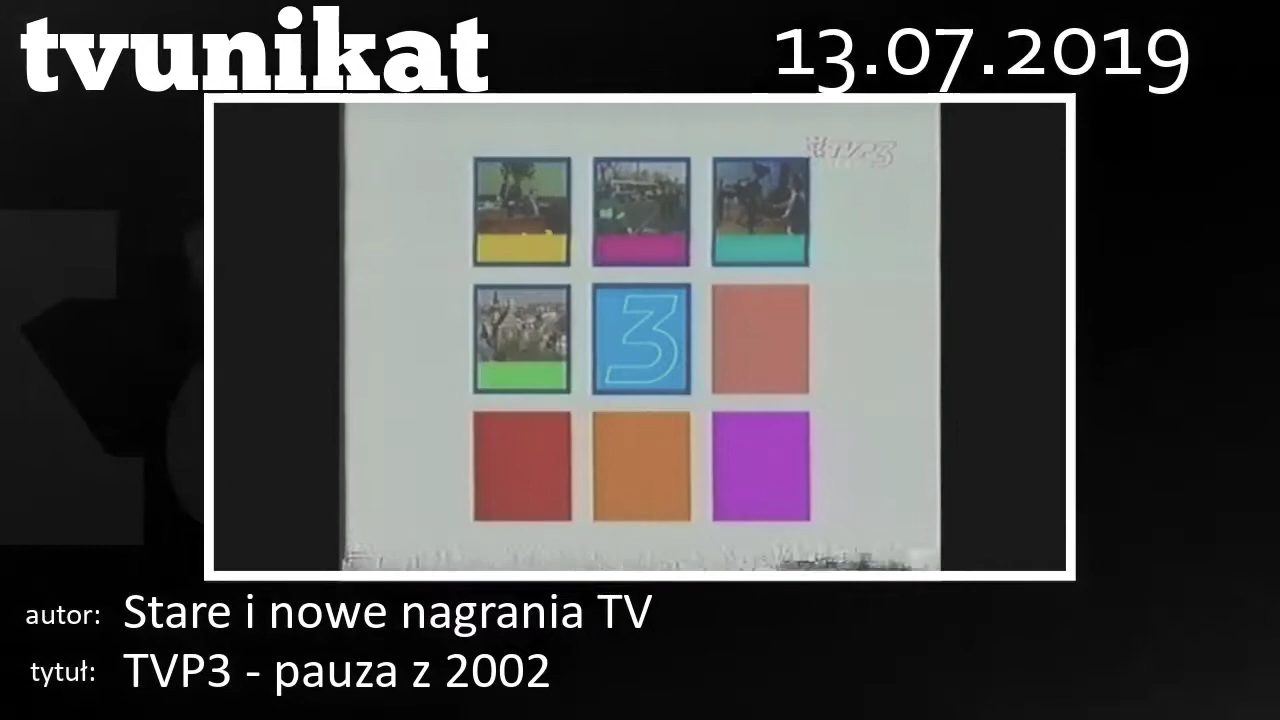 tvunikat
13.07.2019
TVP3
3
autor: Stare i nowe nagrania TV
tytuł: TVP3 - pauza z 2002